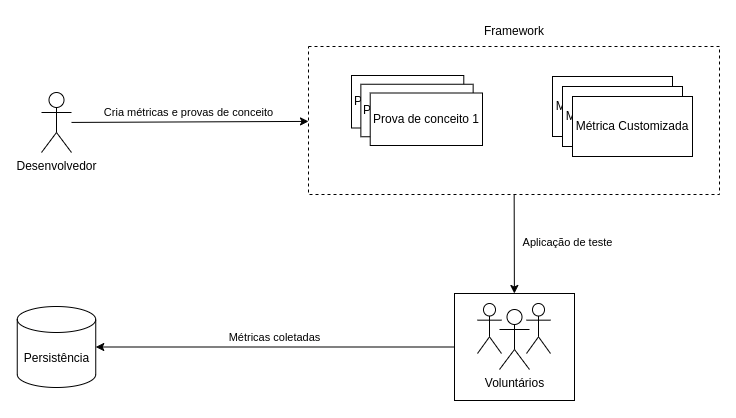 Framework
Cria métricas e provas de conceito
P
P
Prova de conceito 1
M
M
Métrica Customizada
Desenvolvedor
Aplicação de teste
Métricas coletadas
Persistência
Voluntários